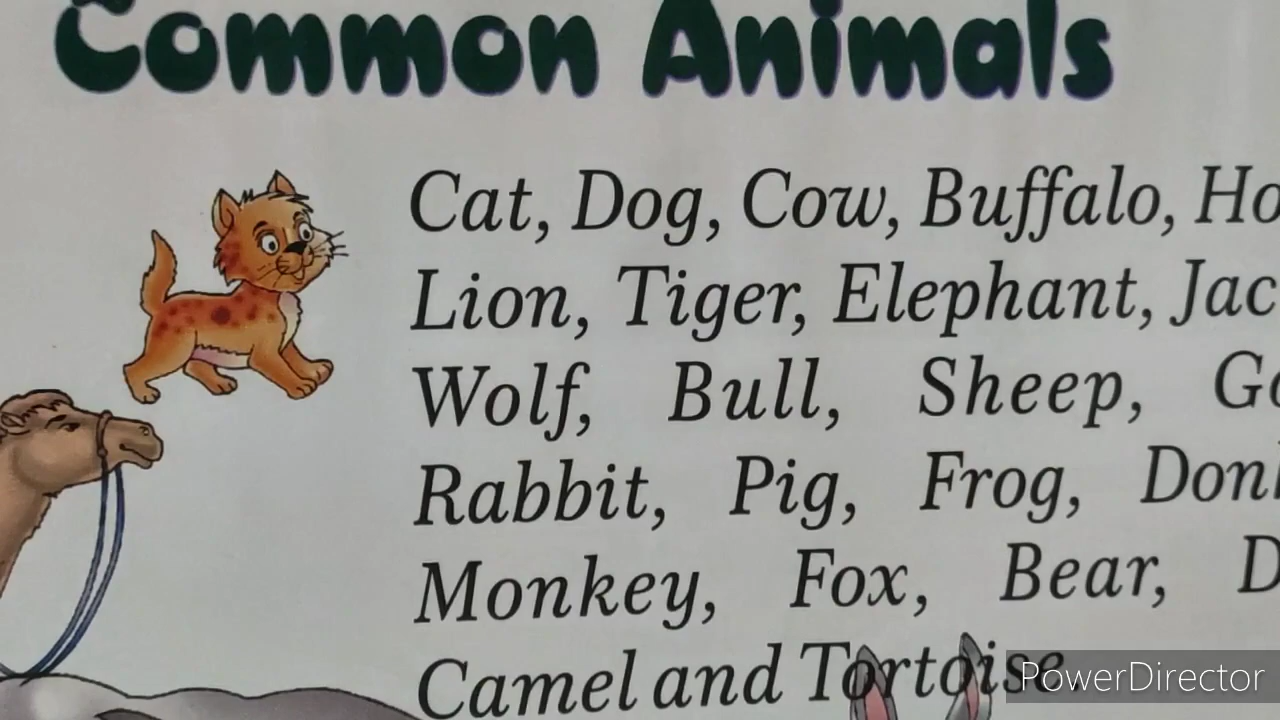 Common Animals
Cat, Dog, Cow, Buffalo,
Lion, Tiger, Elephant,
Wolf, Bull, Sheep,
Rabbit, Pig, Frog,
Monkey, Fox, Bear,
Camel and Tortoise.
PowerDirector